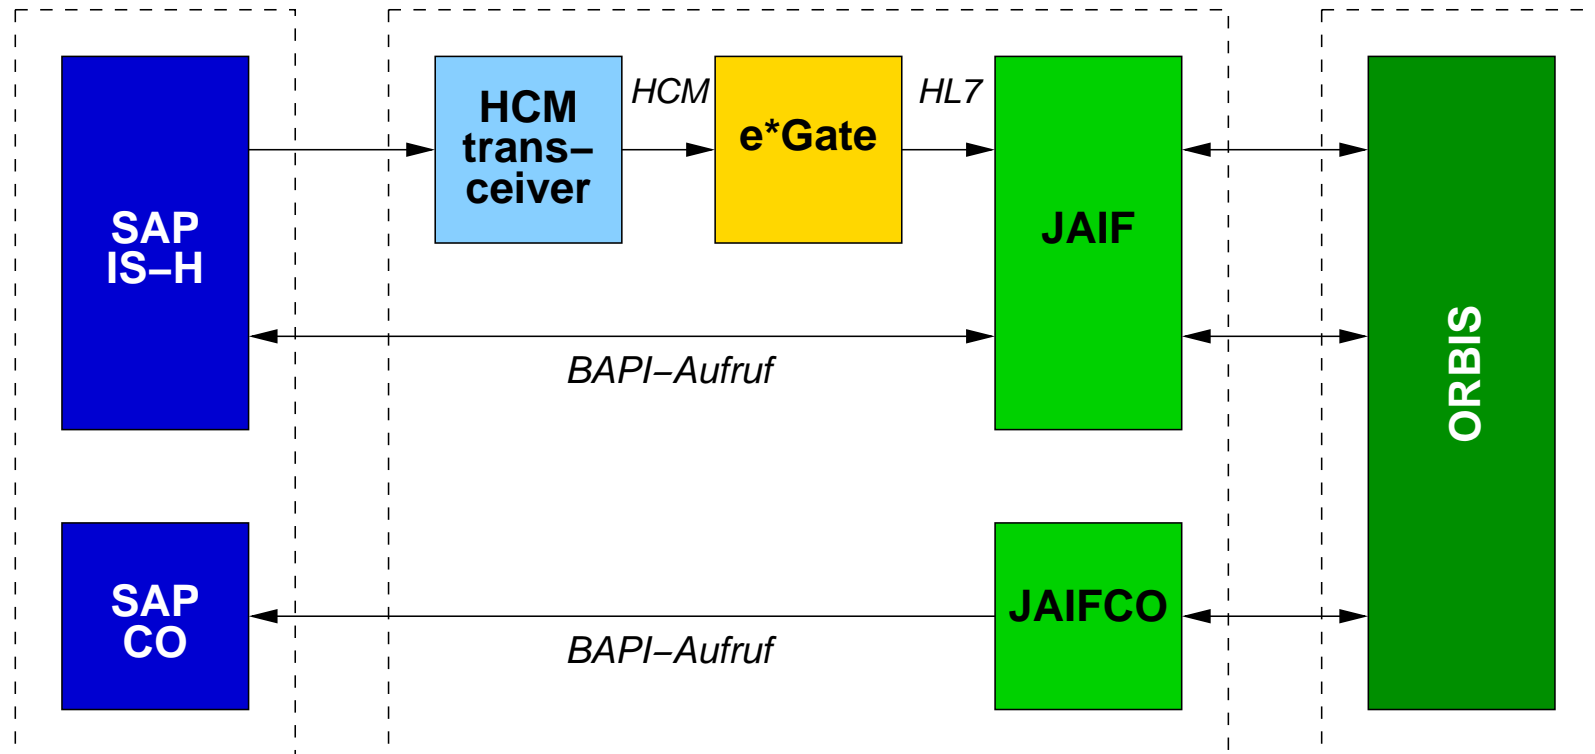 SAP
IS–H
HCM
trans–
ceiver
HCM
e*Gate
HL7
JAIF
BAPI–Aufruf
ORBIS
SAP
CO
BAPI–Aufruf
JAIFCO